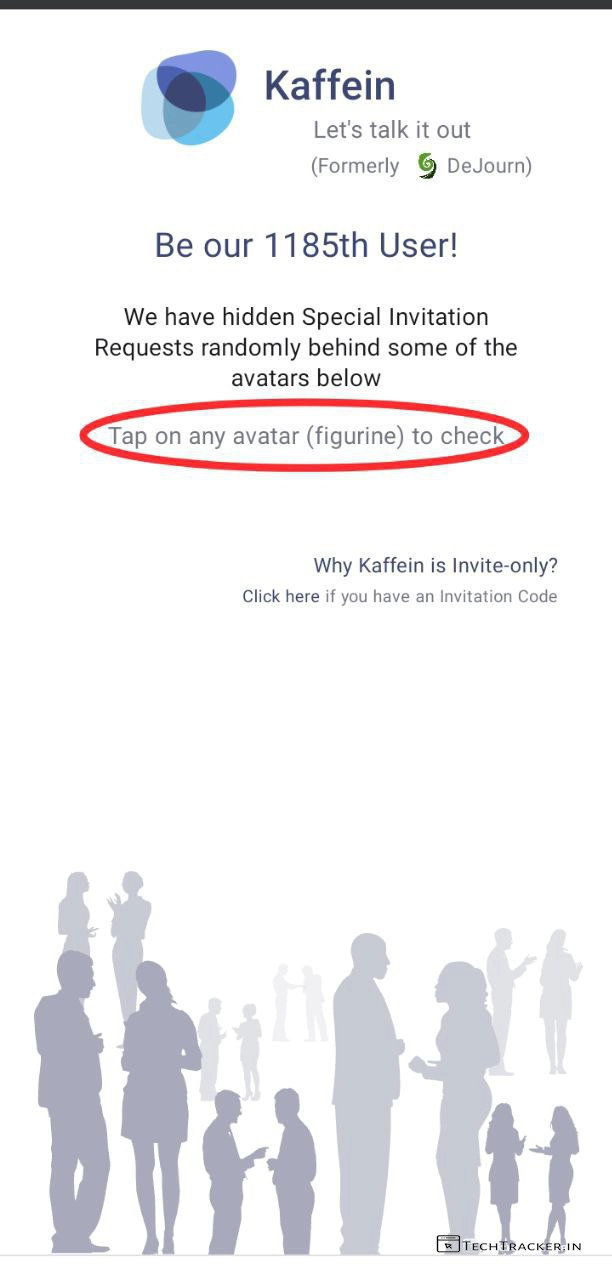 Kaffein
Let's talk it out
(Formerly DeJourn)
Be our 1185th User!
We have hidden Special Invitation
Requests randomly behind some of the
avatars below
Tap on any avatar (figurine) to check
Why Kaffein is Invite-only?
Click here if you have an Invitation Code
TECHTRACKER.IN